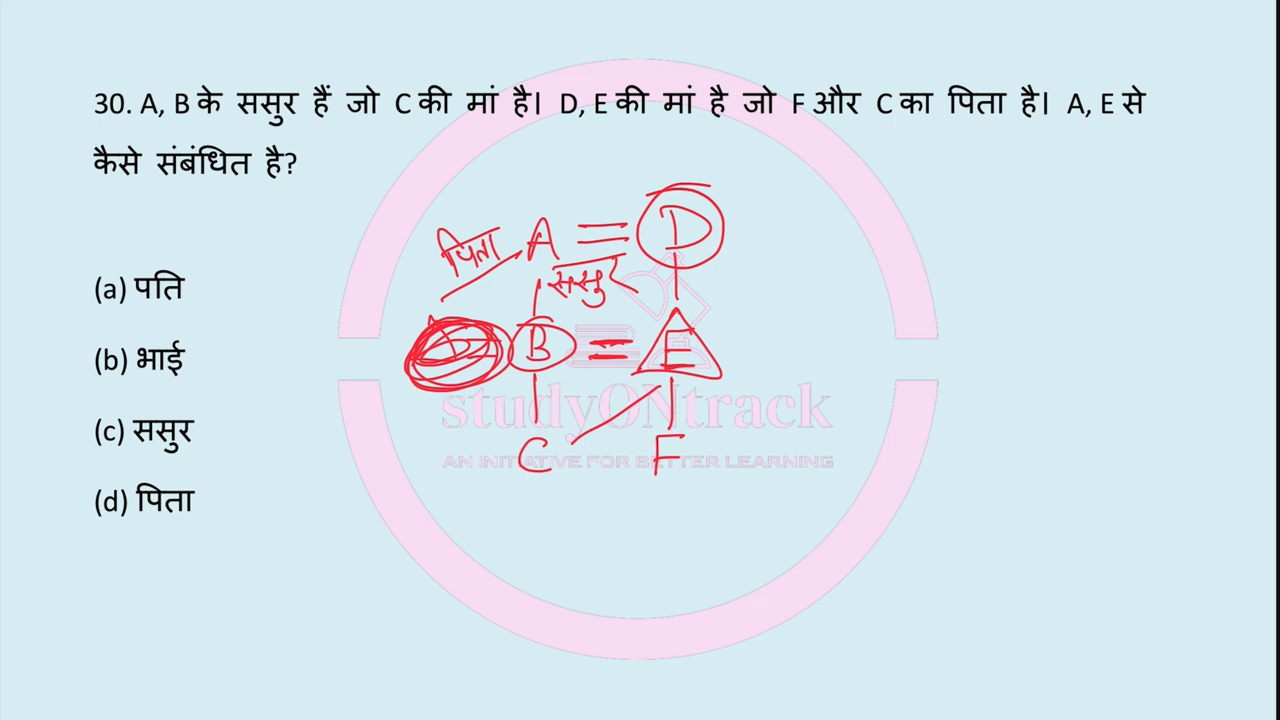 30. A, B के ससुर हैं जो C की मां है। D, E की मां है जो F और C का पिता है। A, E से
कैसे संबंधित है?
पिता A = D
ससुर
(a) पति
B = E
(b) भाई
studyONtrack
(c) ससुर
C F
AN INITIATIVE FOR BETTER LEARNING
(d) पिता